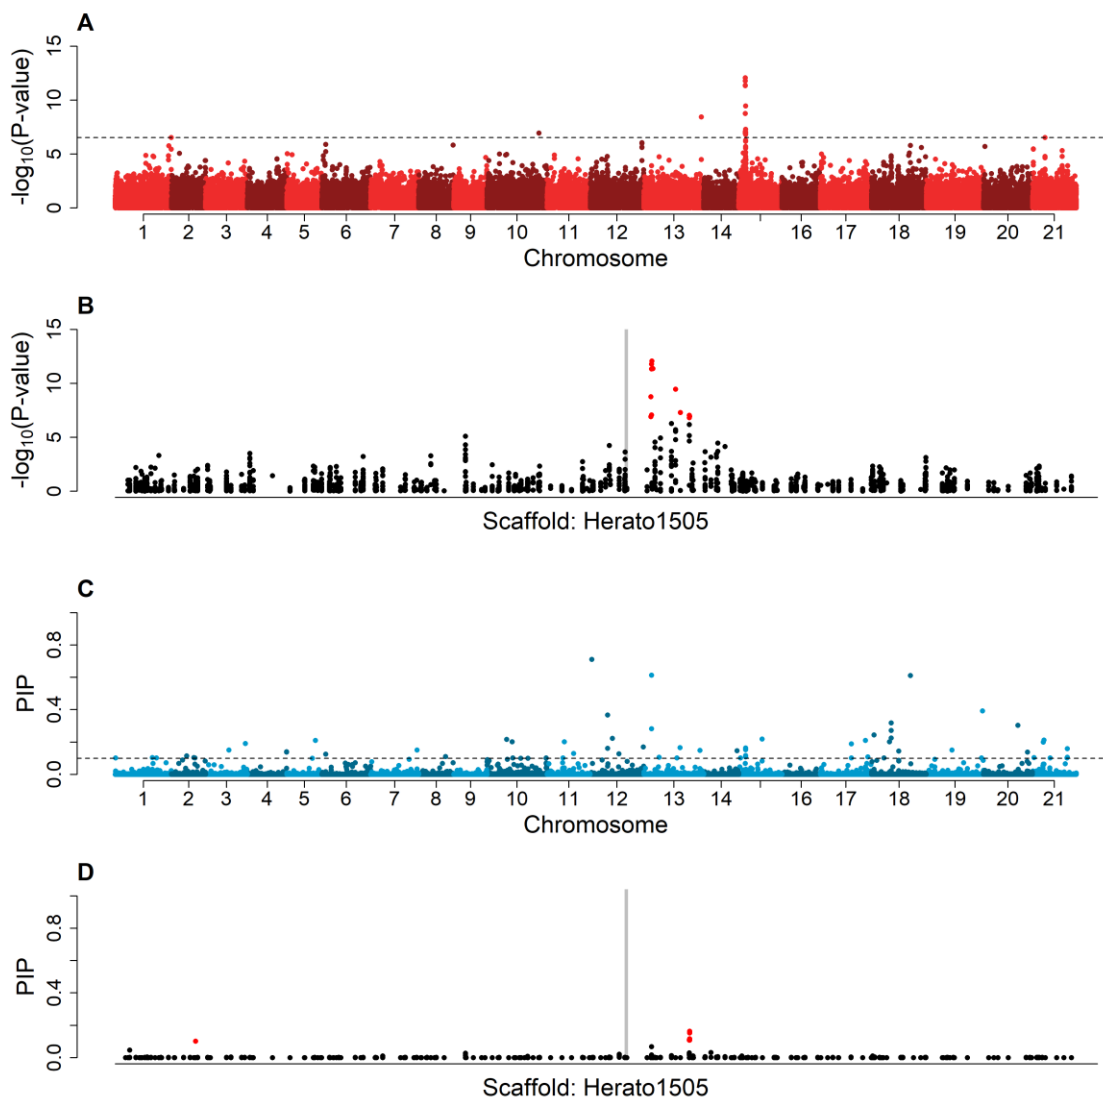 A
-log10(P-value)
15
10
5
0
1 2 3 4 5 6 7 8 9 10 11 12 13 14 16 17 18 19 20 21
Chromosome
B
-log10(P-value)
15
10
5
0
Scaffold: Herato1505
C
PIP
0.8
0.4
0.0
1 2 3 4 5 6 7 8 9 10 11 12 13 14 16 17 18 19 20 21
Chromosome
D
PIP
0.8
0.4
0.0
Scaffold: Herato1505